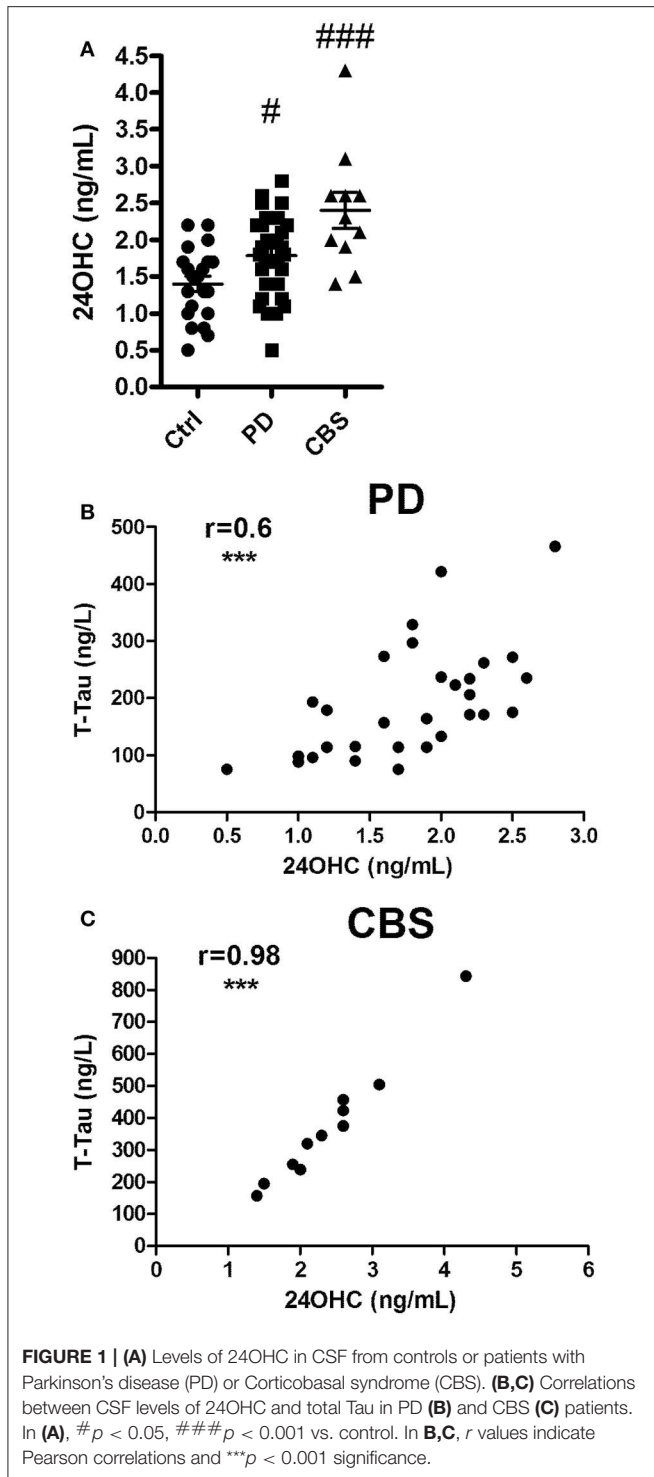 A
###
#
4.5
4.0
3.5
3.0
2.5
2.0
1.5
1.0
0.5
0.0
24OHC (ng/mL)
Ctrl
PD
CBS
B
PD
r=0.6
***
500
400
300
200
100
0
T-Tau (ng/L)
0.0 0.5 1.0 1.5 2.0 2.5 3.0
24OHC (ng/mL)
C
CBS
r=0.98
***
900
800
700
600
500
400
300
200
100
0
T-Tau (ng/L)
0 1 2 3 4 5 6
24OHC (ng/mL)
FIGURE 1 | (A) Levels of 24OHC in CSF from controls or patients with
Parkinson's disease (PD) or Corticobasal syndrome (CBS). (B,C) Correlations
between CSF levels of 24OHC and total Tau in PD (B) and CBS (C) patients.
In (A), #p < 0.05, ###p < 0.001 vs. control. In B,C, r values indicate
Pearson correlations and ***p < 0.001 significance.